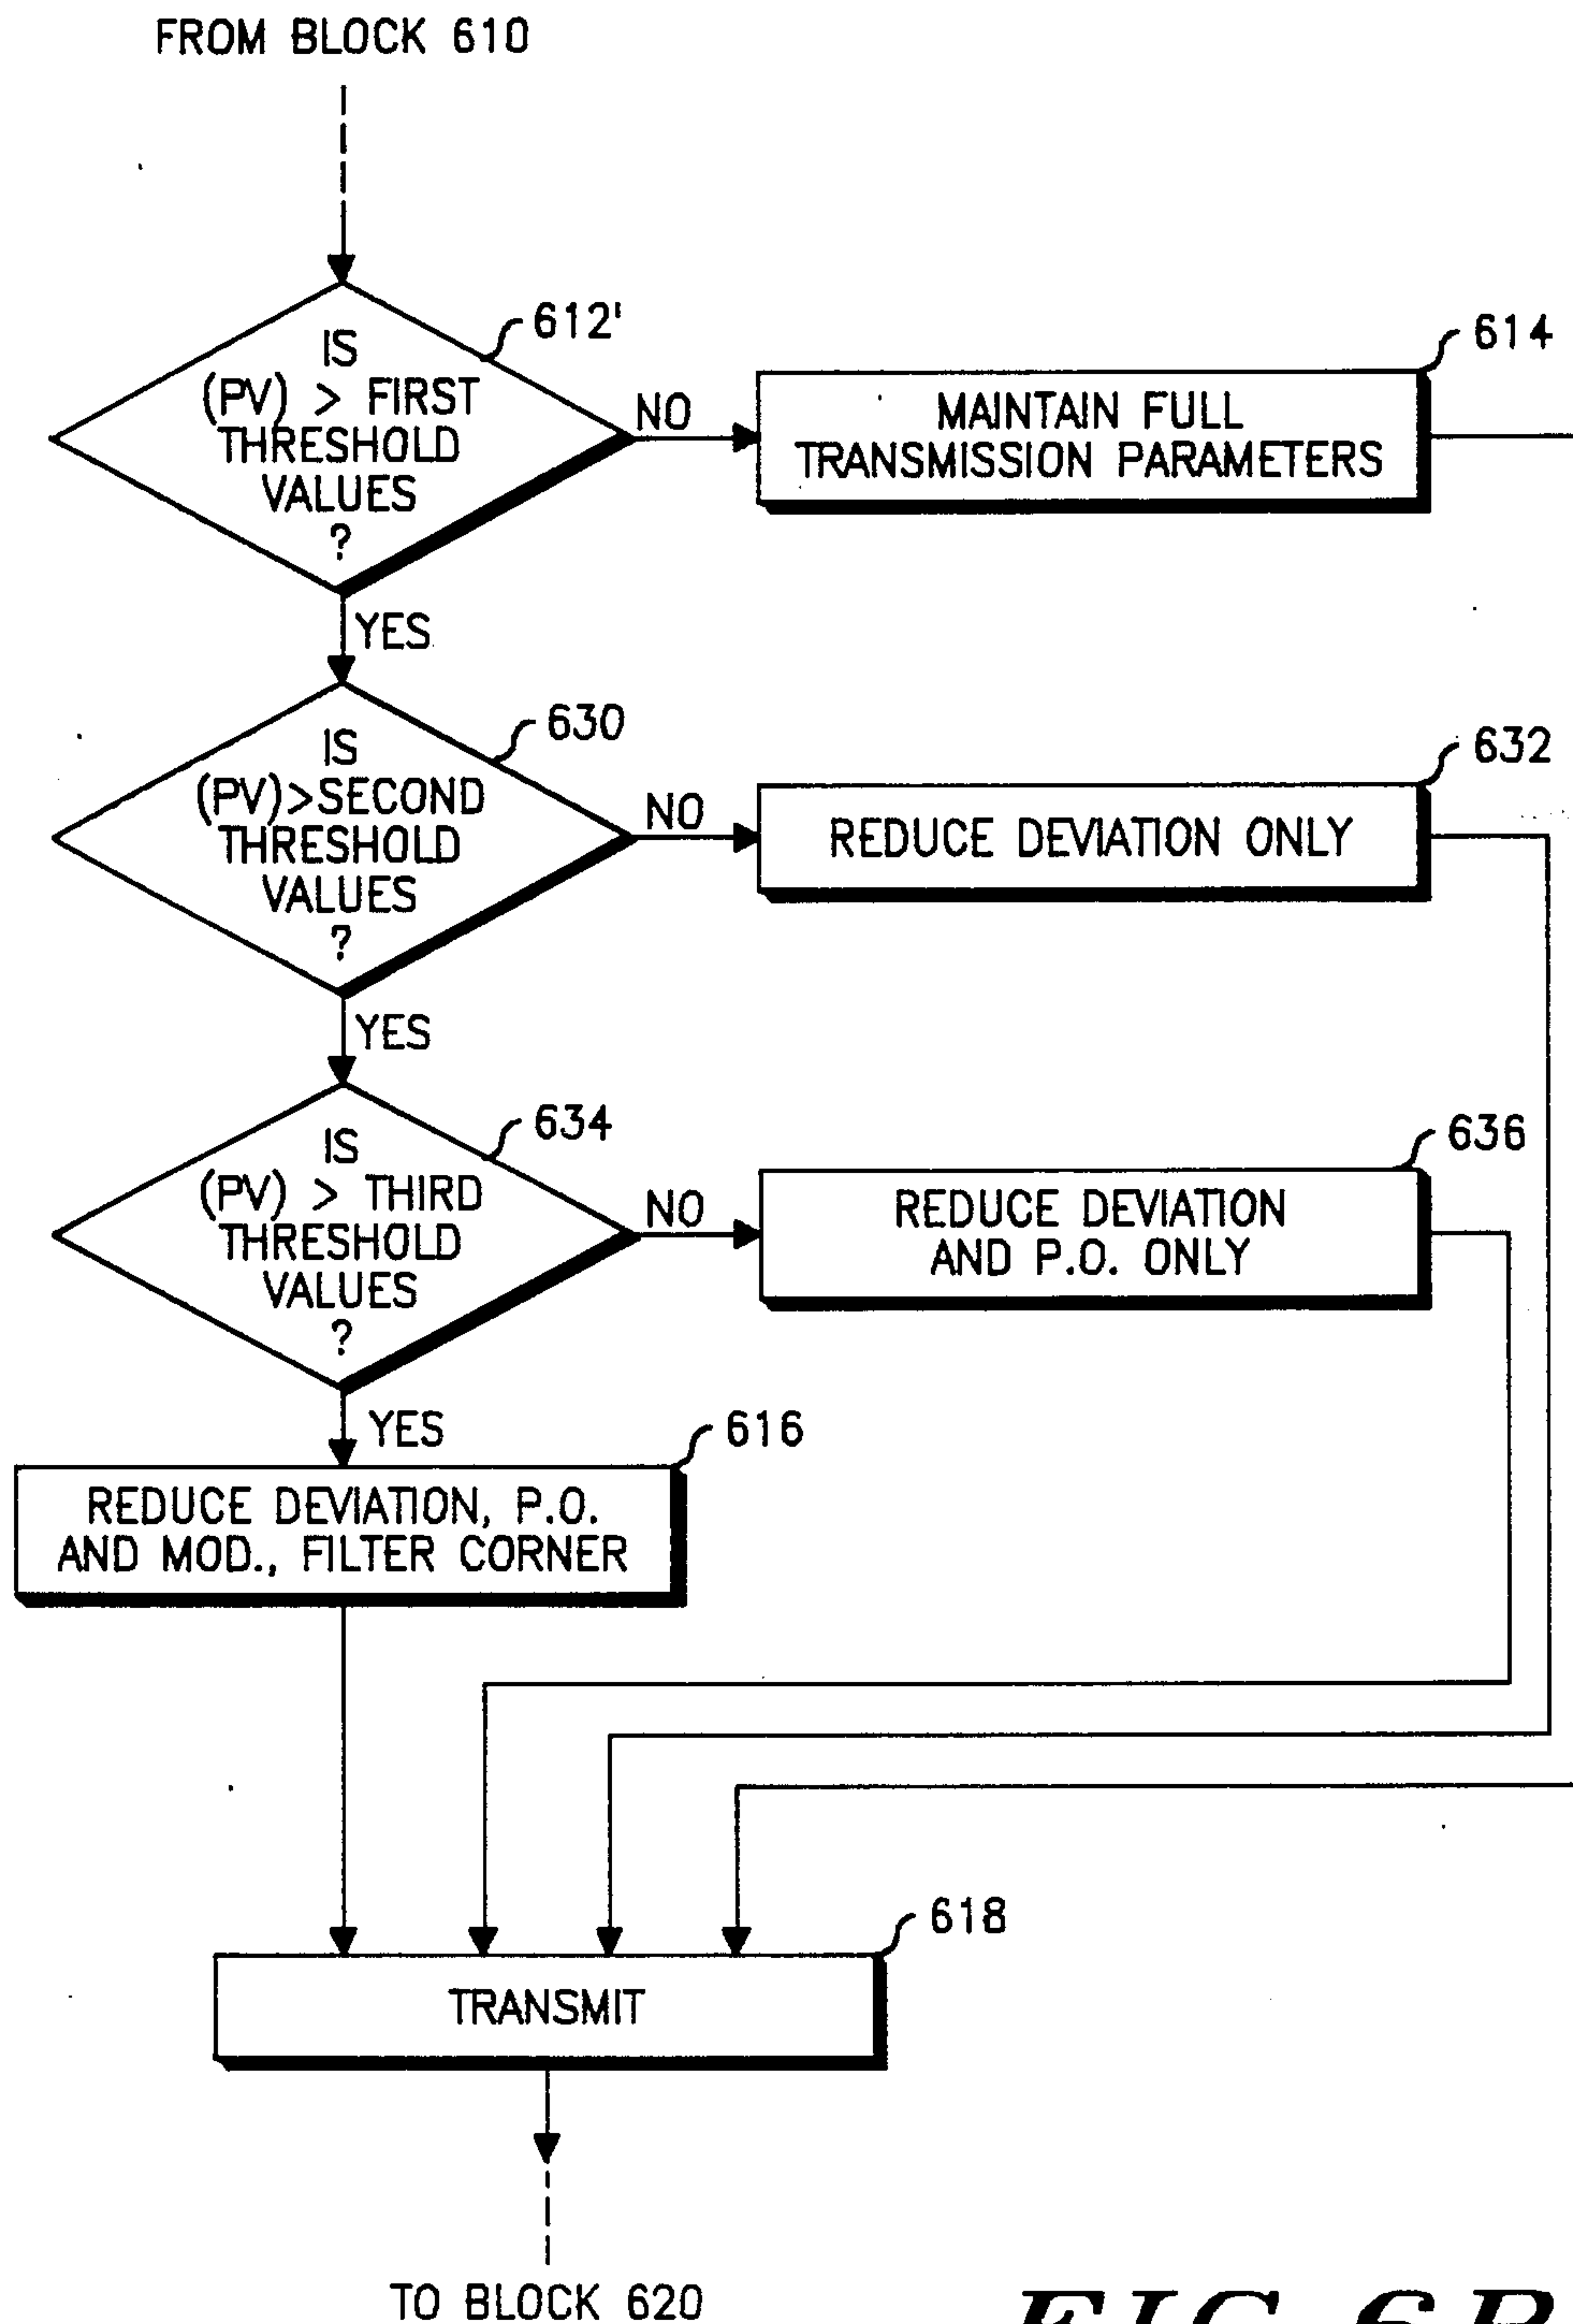 FROM BLOCK 610
612'
IS
(PV) > FIRST
THRESHOLD
VALUES
?
NO
614
MAINTAIN FULL
TRANSMISSION PARAMETERS
YES
630
IS
(PV)>SECOND
THRESHOLD
VALUES
?
NO
632
REDUCE DEVIATION ONLY
YES
634
IS
(PV) > THIRD
THRESHOLD
VALUES
?
NO
636
REDUCE DEVIATION
AND P.O. ONLY
YES
616
REDUCE DEVIATION, P.O.
AND MOD., FILTER CORNER
618
TRANSMIT
TO BLOCK 620
FIG.6B